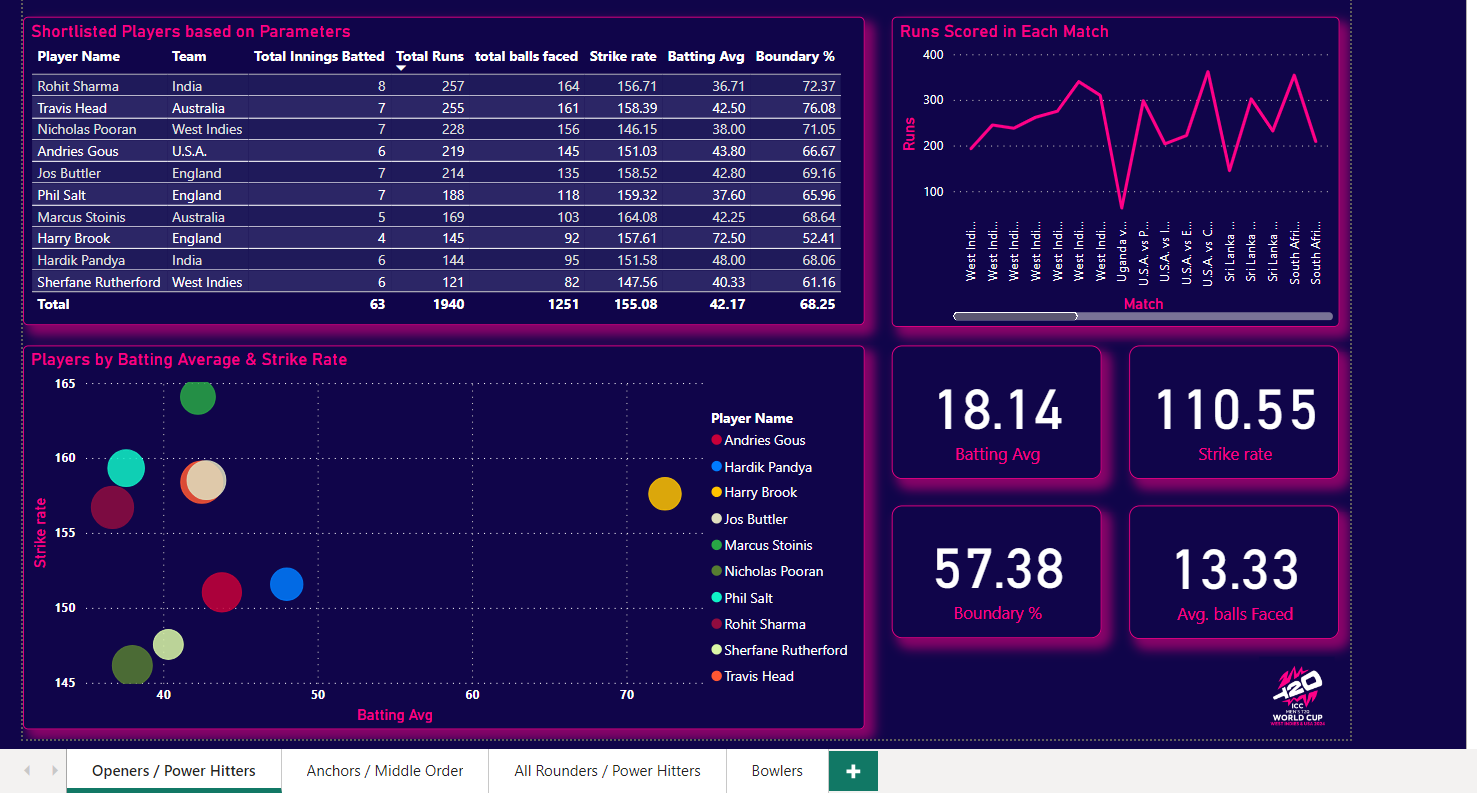 Shortlisted Players based on Parameters
Player Name Team Total Innings Batted Total Runs total balls faced Strike rate Batting Avg Boundary %
Rohit Sharma India 8 257 164 156.71 36.71 72.37
Travis Head Australia 7 255 161 158.39 42.50 76.08
Nicholas Pooran West Indies 7 228 156 146.15 38.00 71.05
Andries Gous U.S.A. 6 219 145 151.03 43.80 66.67
Jos Buttler England 7 214 135 158.52 42.80 69.16
Phil Salt England 7 188 118 159.32 37.60 65.96
Marcus Stoinis Australia 5 169 103 164.08 42.25 68.64
Harry Brook England 4 145 92 157.61 72.50 52.41
Hardik Pandya India 6 144 95 151.58 48.00 68.06
Sherfane Rutherford West Indies 6 121 82 147.56 40.33 61.16
Total 63 1940 1251 155.08 42.17 68.25
Runs Scored in Each Match
400
300
200
100
Runs
West Indi...
West Indi...
West Indi...
West Indi...
West Indi...
West Indi...
West Indi...
Uganda v...
U.S.A. vs P...
U.S.A. vs I...
U.S.A. vs E...
U.S.A. vs C...
Sri Lanka ...
Sri Lanka ...
Sri Lanka ...
South Afri...
South Afri...
Match
Players by Batting Average & Strike Rate
165
160
155
150
145
Strike rate
40 50 60 70
Batting Avg
Player Name
Andries Gous
Hardik Pandya
Harry Brook
Jos Buttler
Marcus Stoinis
Nicholas Pooran
Phil Salt
Rohit Sharma
Sherfane Rutherford
Travis Head
18.14
Batting Avg
110.55
Strike rate
57.38
Boundary %
13.33
Avg. balls Faced
T20
ICC
MEN'S T20
WORLD CUP
WEST INDIES & USA 2024
Openers / Power Hitters Anchors / Middle Order All Rounders / Power Hitters Bowlers +